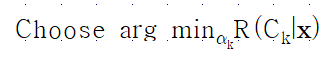 Choose arg min_{α_k} R(C_k|x)